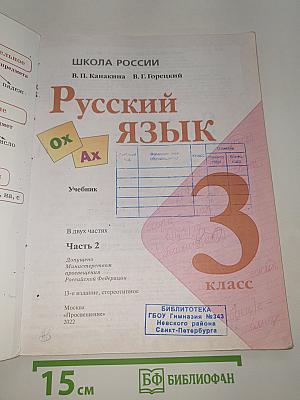 ШКОЛА РОССИИ
В. П. Канакина В. Г. Горецкий
Русский
ЯЗЫК
Ох
Ах
Учебник
3
класс
В двух частях
Часть 2
Допущено
Министерством
просвещения
Российской Федерации
13-е издание, стереотипное
Москва
«Просвещение»
2022
БИБЛИОТЕКА
ГБОУ Гимназия №343
Невского района
Санкт-Петербурга
15 см
БФ БИБЛИОФАН